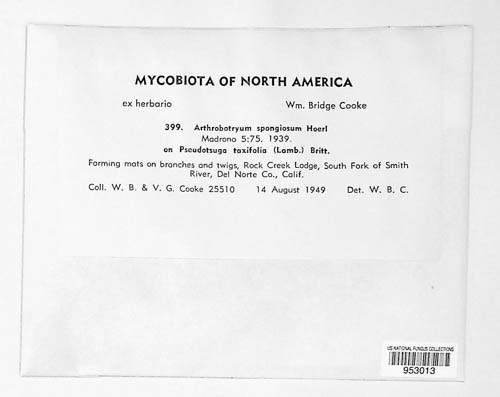 MYCOBIOTA OF NORTH AMERICA
ex herbario Wm. Bridge Cooke
399. Arthrobotryum spongiosum Hoerl
Madrono 5:75. 1939.
on Pseudotsuga taxifolia (Lamb.) Britt.
Forming mats on branches and twigs, Rock Creek Lodge, South Fork of Smith
River, Del Norte Co., Calif.
Coll. W. B. & V. G. Cooke 25510 14 August 1949 Det. W. B. C.
US NATIONAL FUNGUS COLLECTIONS
953013